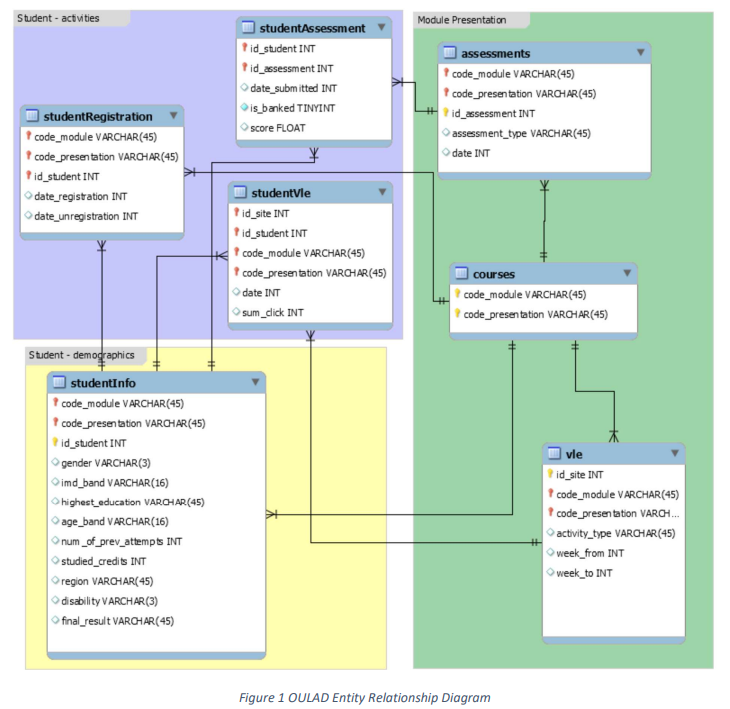 Student - activities
studentAssessment
id_student INT
id_assessment INT
date_submitted INT
is_banked TINYINT
score FLOAT
studentRegistration
code_module VARCHAR(45)
code_presentation VARCHAR(45)
id_student INT
date_registration INT
date_unregistration INT
studentVle
id_site INT
id_student INT
code_module VARCHAR(45)
code_presentation VARCHAR(45)
date INT
sum_click INT
Student - demographics
studentInfo
code_module VARCHAR(45)
code_presentation VARCHAR(45)
id_student INT
gender VARCHAR(3)
imd_band VARCHAR(16)
highest_education VARCHAR(45)
age_band VARCHAR(16)
num_of_prev_attempts INT
studied_credits INT
region VARCHAR(45)
disability VARCHAR(3)
final_result VARCHAR(45)
Module Presentation
assessments
code_module VARCHAR(45)
code_presentation VARCHAR(45)
id_assessment INT
assessment_type VARCHAR(45)
date INT
courses
code_module VARCHAR(45)
code_presentation VARCHAR(45)
vle
id_site INT
code_module VARCHAR(45)
code_presentation VARCH...
activity_type VARCHAR(45)
week_from INT
week_to INT
Figure 1 OULAD Entity Relationship Diagram